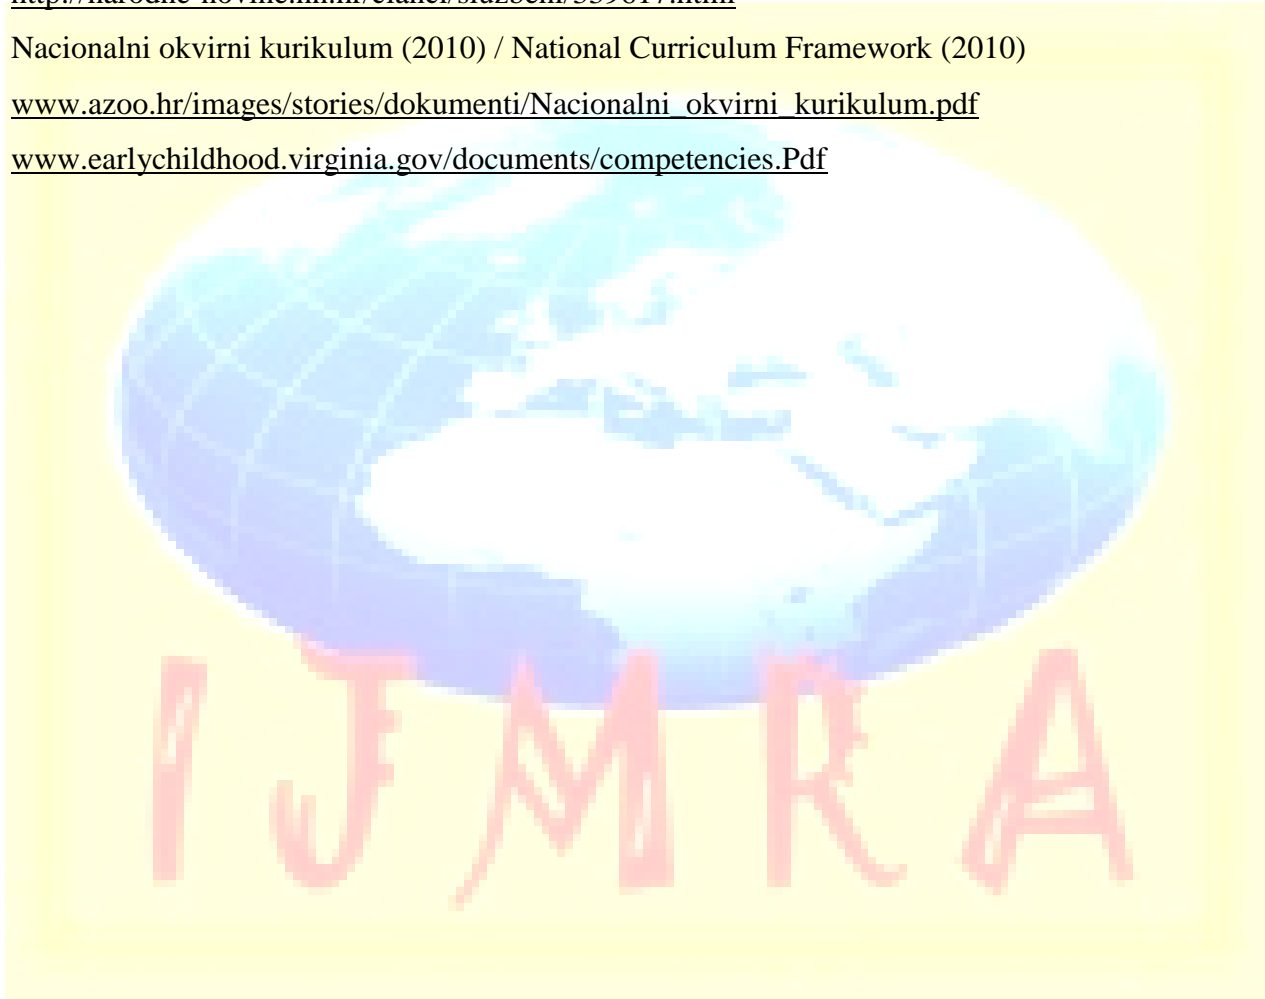 Nacionalni okvirni kurikulum (2010) / National Curriculum Framework (2010)
www.azoo.hr/images/stories/dokumenti/Nacionalni_okvirni_kurikulum.pdf
www.earlychildhood.virginia.gov/documents/competencies.Pdf
IJMRA